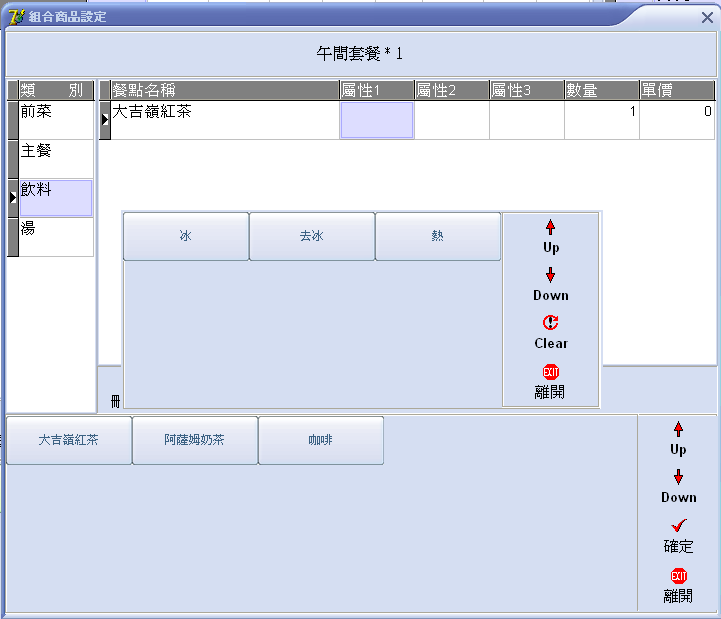 組合商品設定
午間套餐 * 1
類 別 餐點名稱 屬性1 屬性2 屬性3 數量 單價
前菜 大吉嶺紅茶 1 0
主餐
飲料
湯
冰 去冰 熱
Up
Down
Clear
EXIT
離開
大吉嶺紅茶 阿薩姆奶茶 咖啡
Up
Down
確定
EXIT
離開